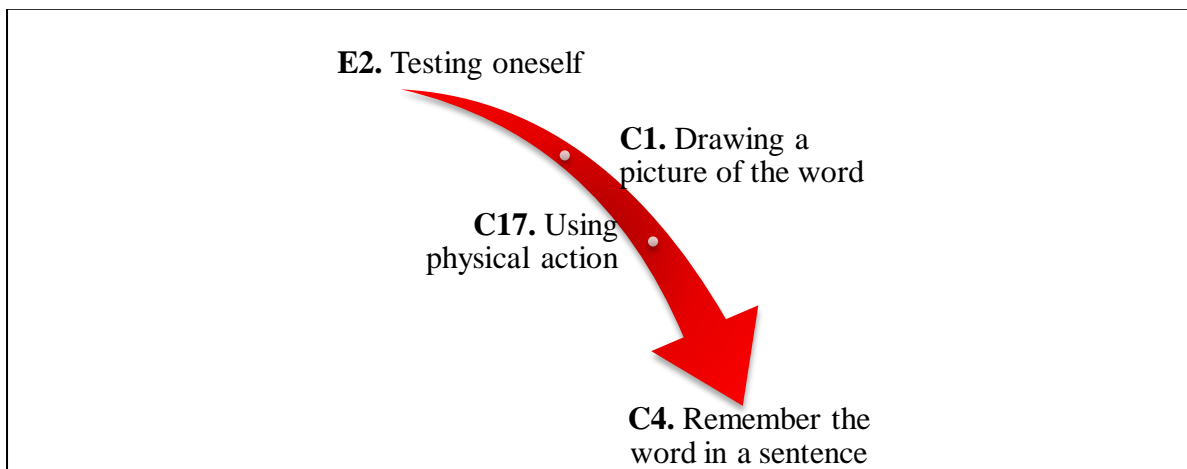 E2. Testing oneself
C1. Drawing a
picture of the word
C17. Using
physical action
C4. Remember the
word in a sentence